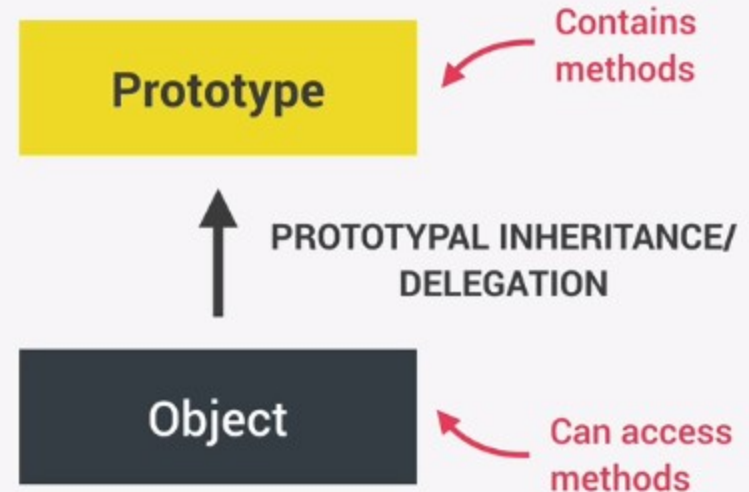 Contains
methods
Prototype
PROTOTYPAL INHERITANCE/
DELEGATION
Object
Can access
methods